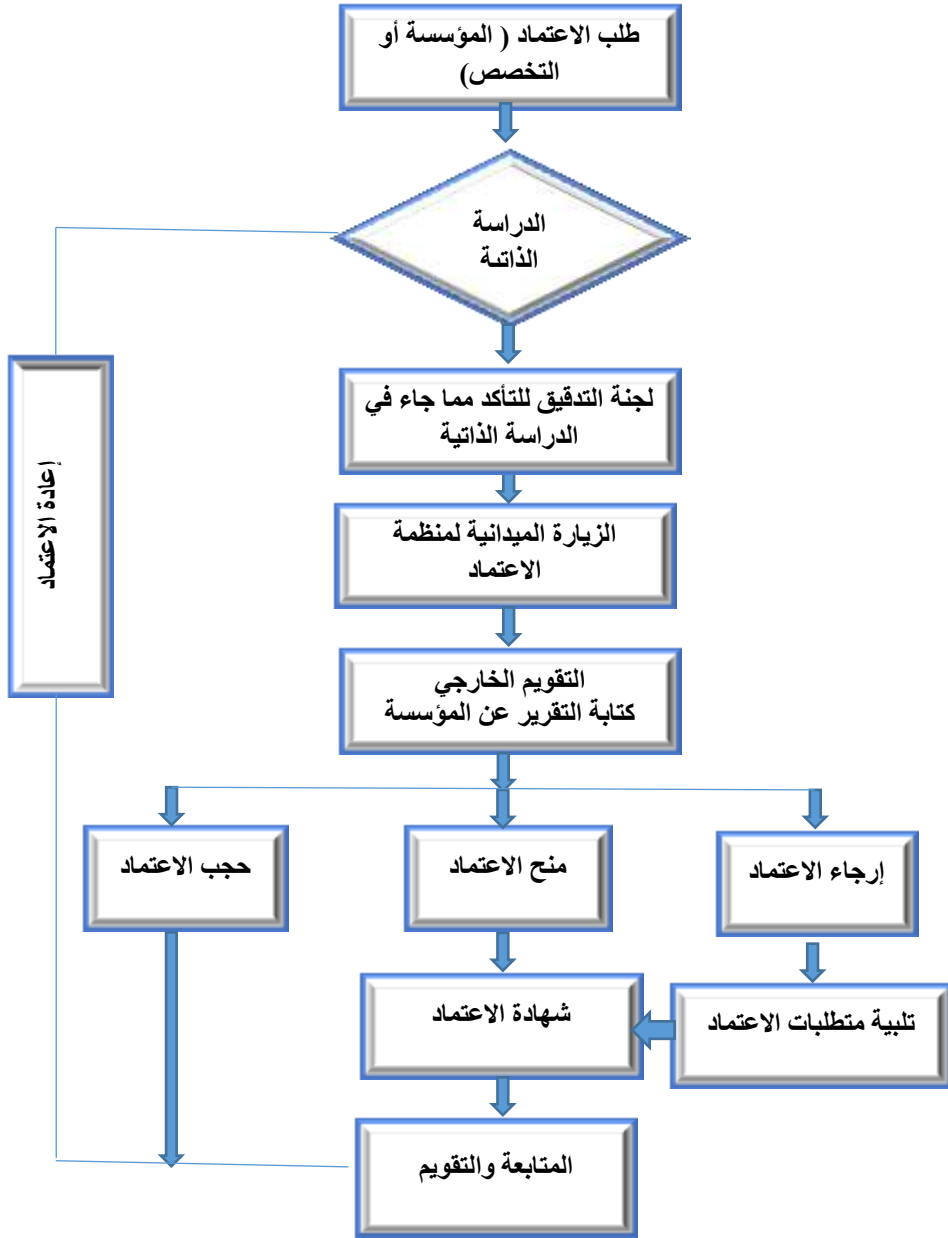 طلب الاعتماد ( المؤسسة أو
التخصص)
الدراسة
الذاتية
لجنة التدقيق للتأكد مما جاء في
الدراسة الذاتية
إعادة الاعتماد
الزيارة الميدانية لمنظمة
الاعتماد
التقويم الخارجي
كتابة التقرير عن المؤسسة
إرجاء الاعتماد
منح الاعتماد
حجب الاعتماد
تلبية متطلبات الاعتماد
شهادة الاعتماد
المتابعة والتقويم